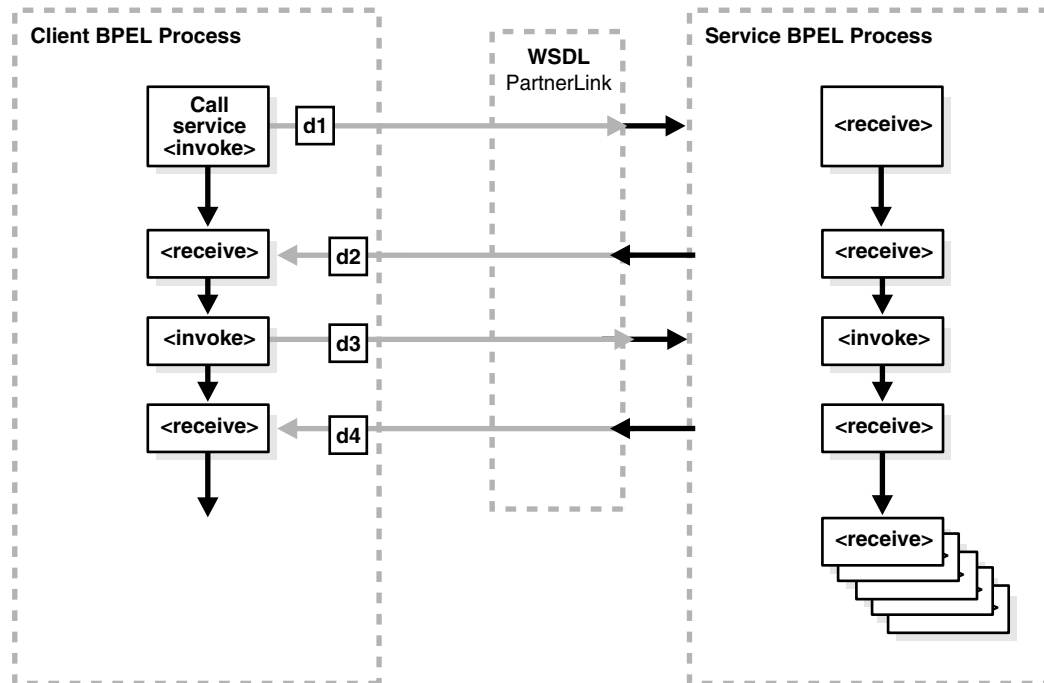 Client BPEL Process
WSDL
PartnerLink
Service BPEL Process
Call
service
<invoke>
d1
<receive>
<receive>
d2
<receive>
<invoke>
d3
<invoke>
<receive>
d4
<receive>
<receive>